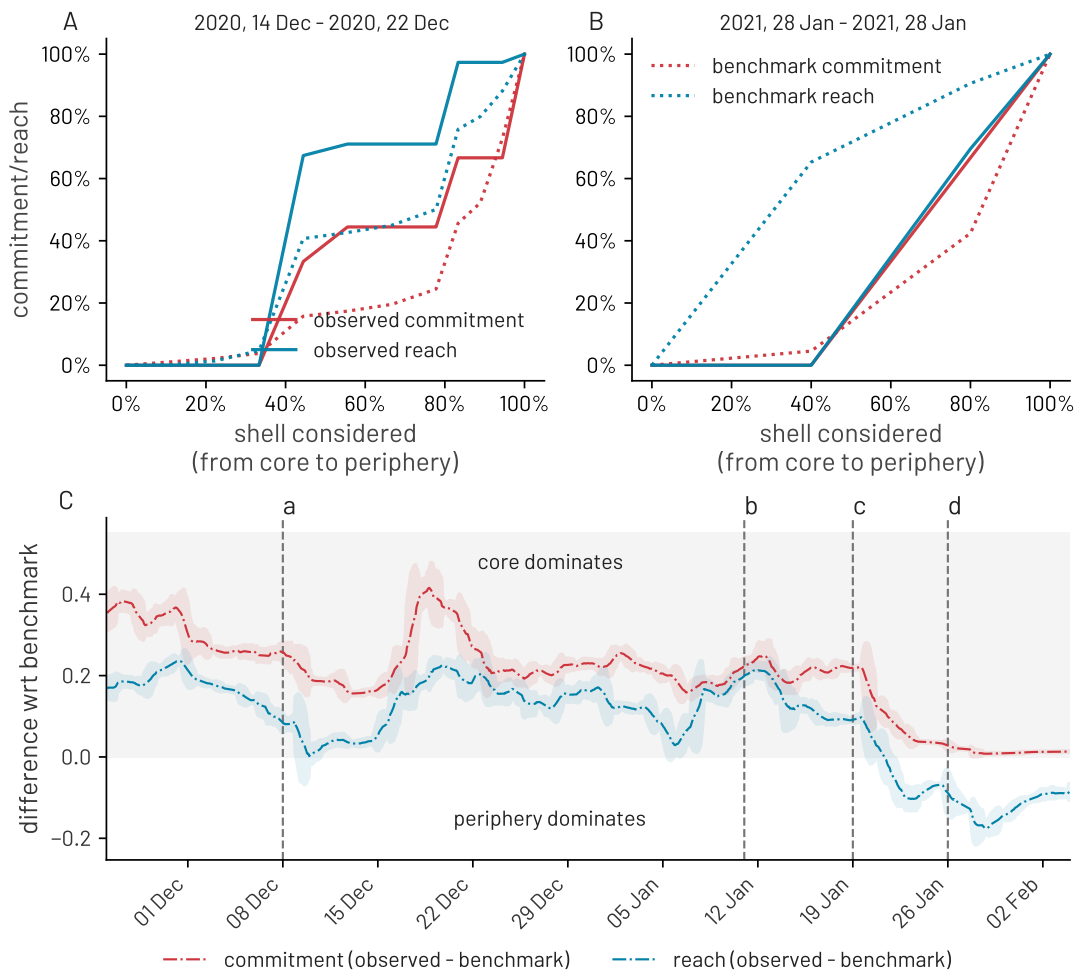 A
2020, 14 Dec - 2020, 22 Dec
commitment/reach
100%
80%
60%
40%
20%
0%
observed commitment
observed reach
0% 20% 40% 60% 80% 100%
shell considered
(from core to periphery)
B
2021, 28 Jan - 2021, 28 Jan
100%
80%
60%
40%
20%
0%
benchmark commitment
benchmark reach
0% 20% 40% 60% 80% 100%
shell considered
(from core to periphery)
C
a b c d
difference wrt benchmark
0.4
0.2
0.0
−0.2
core dominates
periphery dominates
01 Dec 08 Dec 15 Dec 22 Dec 29 Dec 05 Jan 12 Jan 19 Jan 26 Jan 02 Feb
commitment (observed - benchmark) reach (observed - benchmark)